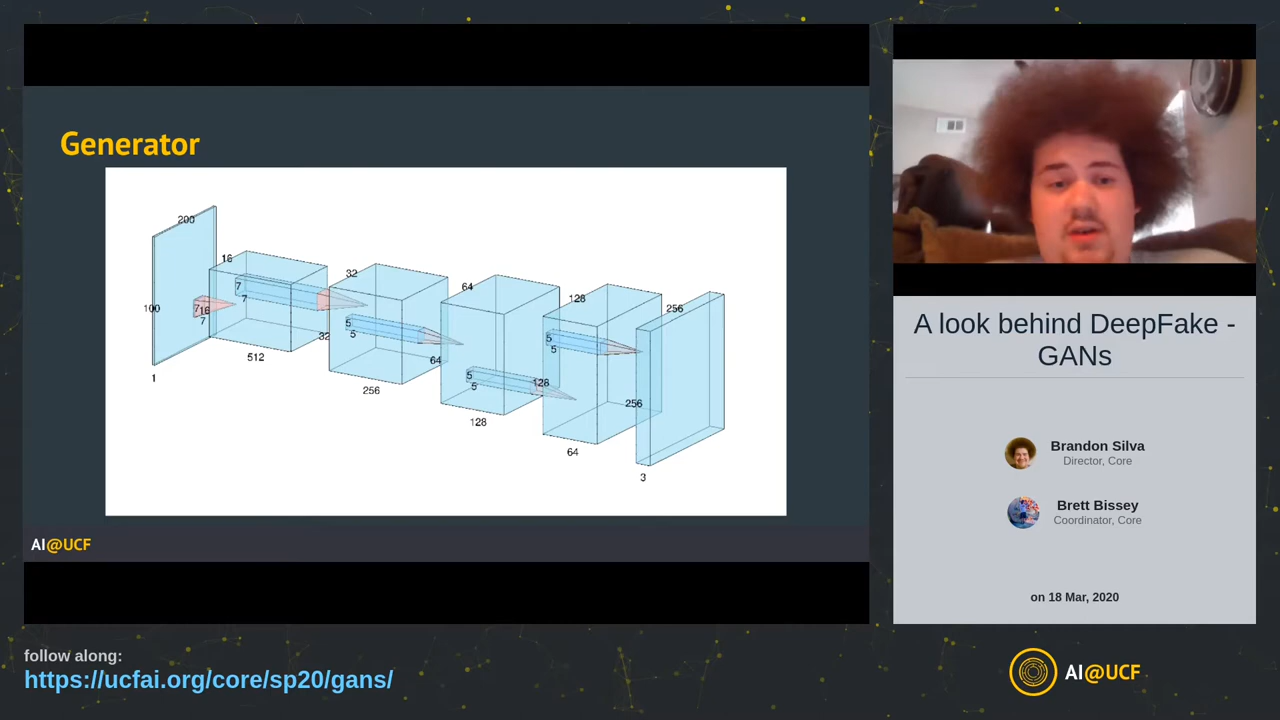 Generator
200
16
100
7 16
7
1
7
7
512
32
32
5
5
256
64
64
5
5
128
128
128
5
5
64
256
256
3
AI@UCF
A look behind DeepFake -
GANs
Brandon Silva
Director, Core
Brett Bissey
Coordinator, Core
on 18 Mar, 2020
follow along:
https://ucfai.org/core/sp20/gans/
AI@UCF